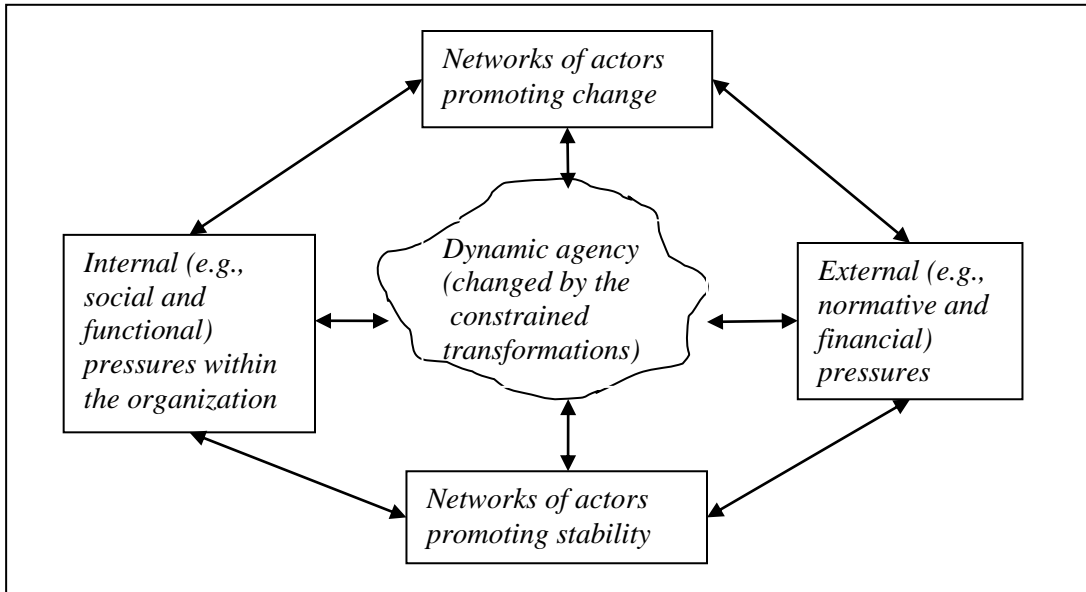 Networks of actors
promoting change
Internal (e.g.,
social and
functional)
pressures within
the organization
Dynamic agency
(changed by the
constrained
transformations)
External (e.g.,
normative and
financial)
pressures
Networks of actors
promoting stability